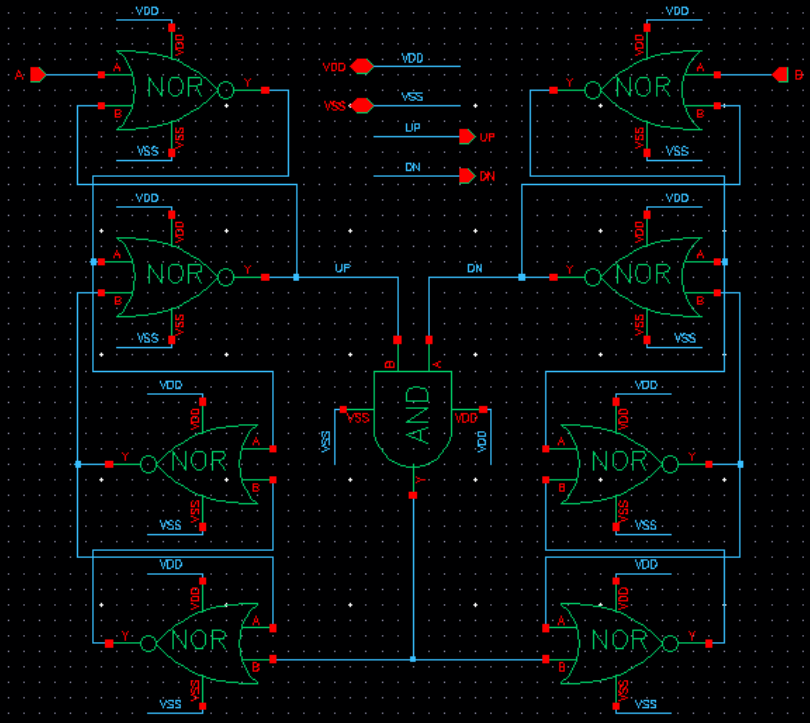 VDD VDD
VDD VDD
A A NOR Y VDD VDD Y NOR A B
B VSS VSS B
VSS UP UP VSS
VSS DN DN VSS
VDD VDD
VDD VDD
A NOR Y UP DN Y NOR A
B B
VSS VSS
VSS VSS
B A
VDD VDD
VDD AND VSS VDD VDD
A VSS VDD A
Y NOR Y NOR Y
B B
VSS VSS
VSS VSS
VDD VDD
VDD VDD
A A
Y NOR NOR Y
B B
VSS VSS
VSS VSS